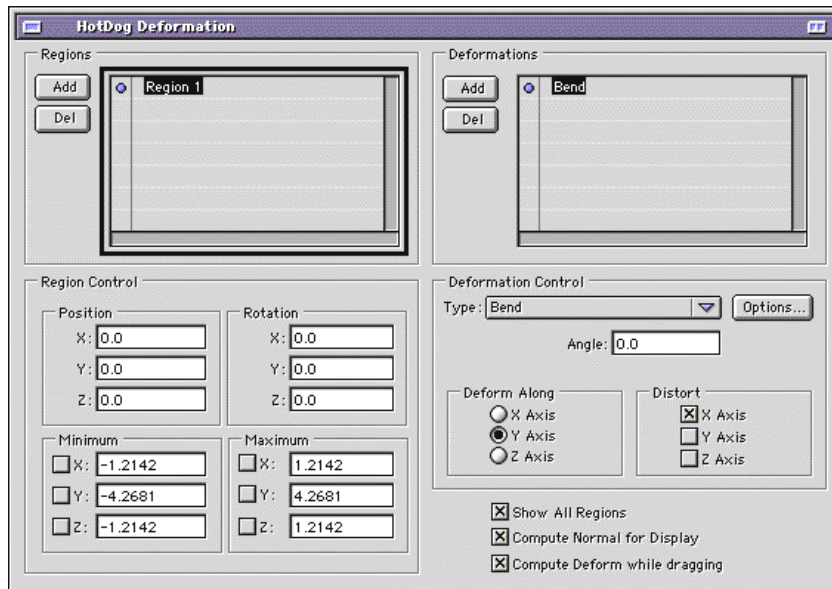 HotDog Deformation
Regions
Add
Del
Region 1
Deformations
Add
Del
Bend
Region Control
Position
X: 0.0
Y: 0.0
Z: 0.0
Rotation
X: 0.0
Y: 0.0
Z: 0.0
Minimum
X: -1.2142
Y: -4.2681
Z: -1.2142
Maximum
X: 1.2142
Y: 4.2681
Z: 1.2142
Deformation Control
Type: Bend
Options...
Angle: 0.0
Deform Along
X Axis
Y Axis
Z Axis
Distort
X Axis
Y Axis
Z Axis
Show All Regions
Compute Normal for Display
Compute Deform while dragging